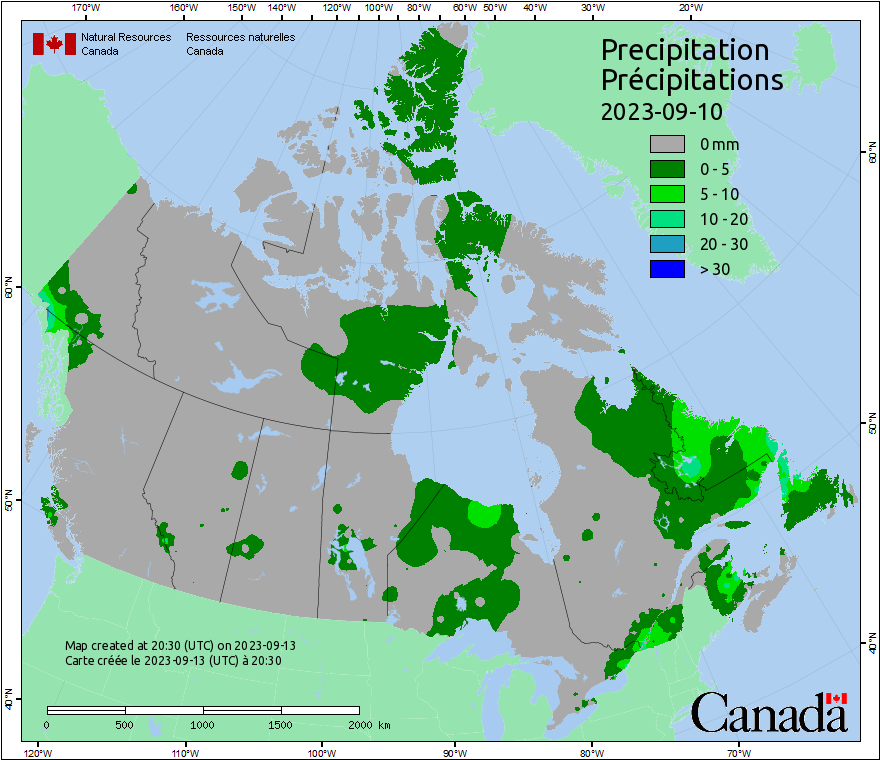 170°W 160°W 150°W 140°W 120°W 100°W 80°W 60°W 50°W 40°W 30°W 20°W
Natural Resources Ressources naturelles
Canada Canada
Precipitation
Précipitations
2023-09-10
0 mm
0 - 5
5 - 10
10 - 20
20 - 30
> 30
60°N
60°N
50°N
50°N
40°N
40°N
Map created at 20:30 (UTC) on 2023-09-13
Carte créée le 2023-09-13 (UTC) à 20:30
0 500 1000 1500 2000 km
Canada
120°W 110°W 100°W 90°W 80°W 70°W